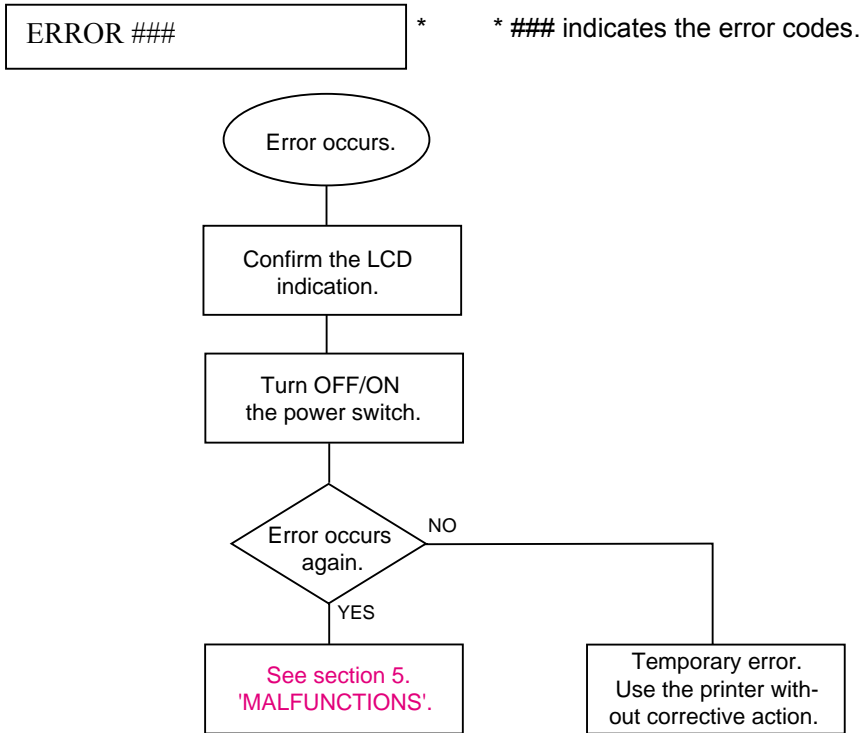 ERROR ###
*
* ### indicates the error codes.
Error occurs.
Confirm the LCD
indication.
Turn OFF/ON
the power switch.
Error occurs
again.
NO
YES
See section 5.
'MALFUNCTIONS'.
Temporary error.
Use the printer with-
out corrective action.